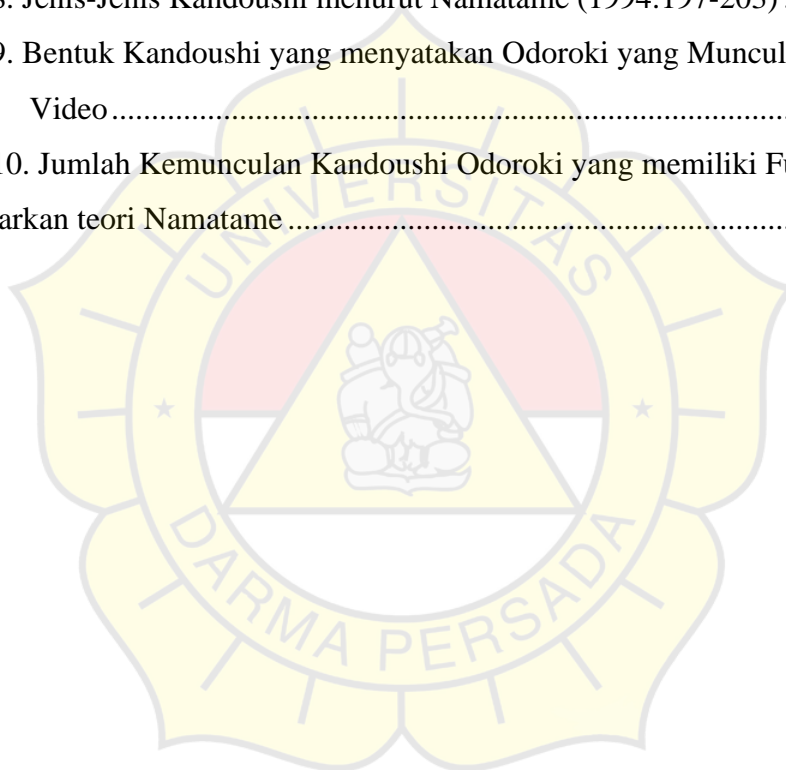 8. Jenis-Jenis Kandoushi menurut Namatame (1994:197-203)
9. Bentuk Kandoushi yang menyatakan Odoroki yang Muncul
Video................................................................................
10. Jumlah Kemunculan Kandoushi Odoroki yang memiliki Fu
arkan teori Namatame............................................................
UNIVERSITAS
DARMA PERSADA